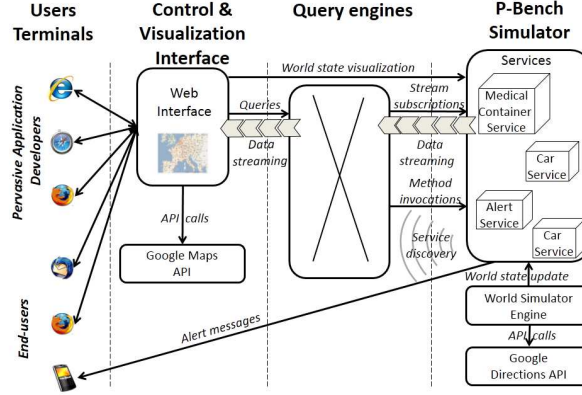 Users
Terminals
Control &
Visualization
Interface
Query engines
P-Bench
Simulator
Pervasive Application
Developers
End-users
Web
Interface
World state visualization
Queries
Data
streaming
Stream
subscriptions
Data
streaming
Method
invocations
Service
discovery
Services
Medical
Container
Service
Car
Service
Alert
Service
Car
Service
API calls
Google Maps
API
Alert messages
World state update
World Simulator
Engine
API calls
Google
Directions API